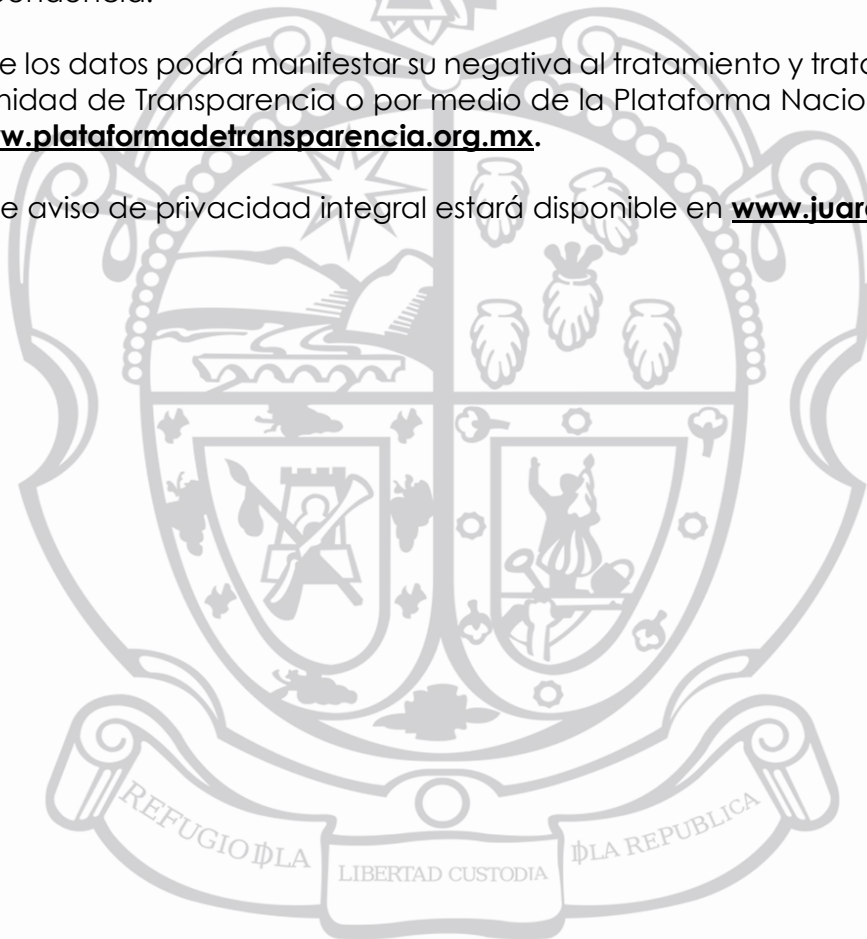 e los datos podrá manifestar su negativa al tratamiento y trata
nidad de Transparencia o por medio de la Plataforma Nacio
w.plataformadetransparencia.org.mx.
e aviso de privacidad integral estará disponible en www.juar
REFUGIO DLA
LIBERTAD CUSTODIA
DLA REPUBLICA